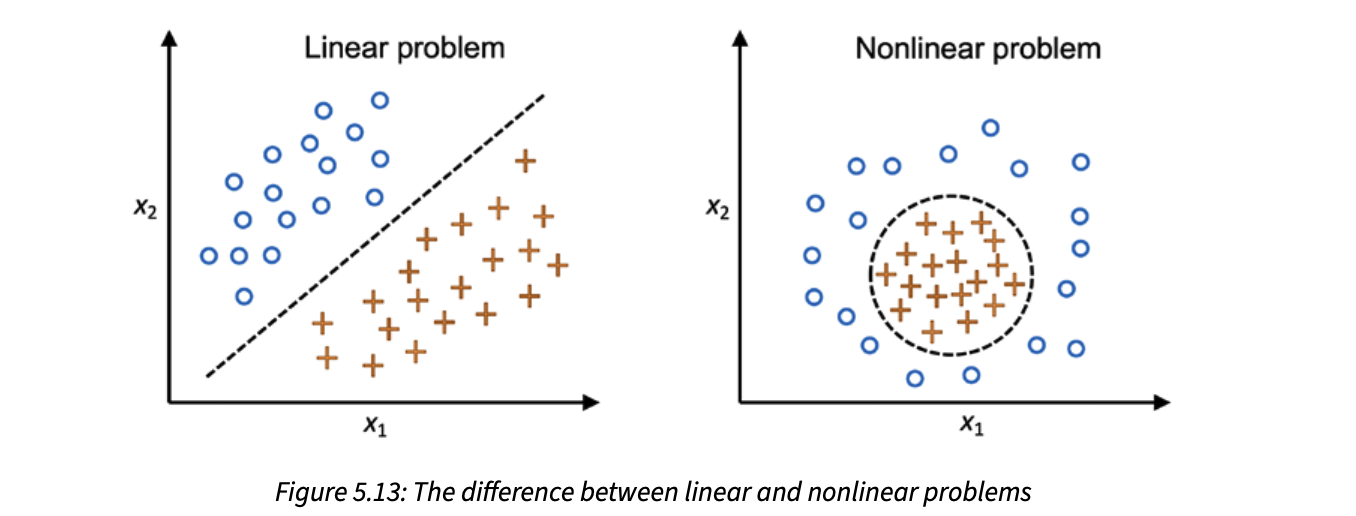 Linear problem
x₂
x₁
Nonlinear problem
x₂
x₁
Figure 5.13: The difference between linear and nonlinear problems